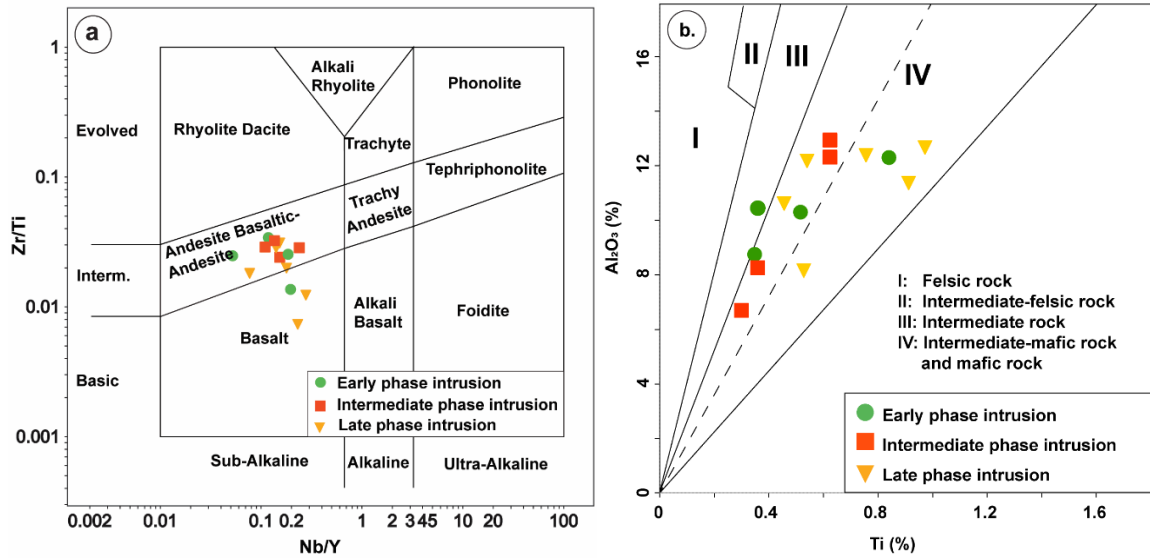 a
Zr/Ti
1
0.1
0.01
0.001
Evolved
Interm.
Basic
Alkali
Rhyolite
Phonolite
Rhyolite Dacite
Trachyte
Tephriphonolite
Trachy
Andesite
Andesite Basaltic-
Andesite
Alkali
Basalt
Foidite
Basalt
Early phase intrusion
Intermediate phase intrusion
Late phase intrusion
Sub-Alkaline
Alkaline
Ultra-Alkaline
0.002 0.01 0.1 0.2 1 2 345 10 20 100
Nb/Y
b.
Al₂O₃ (%)
16
12
8
4
0
I
II
III
IV
I: Felsic rock
II: Intermediate-felsic rock
III: Intermediate rock
IV: Intermediate-mafic rock
and mafic rock
Early phase intrusion
Intermediate phase intrusion
Late phase intrusion
0 0.4 0.8 1.2 1.6
Ti (%)